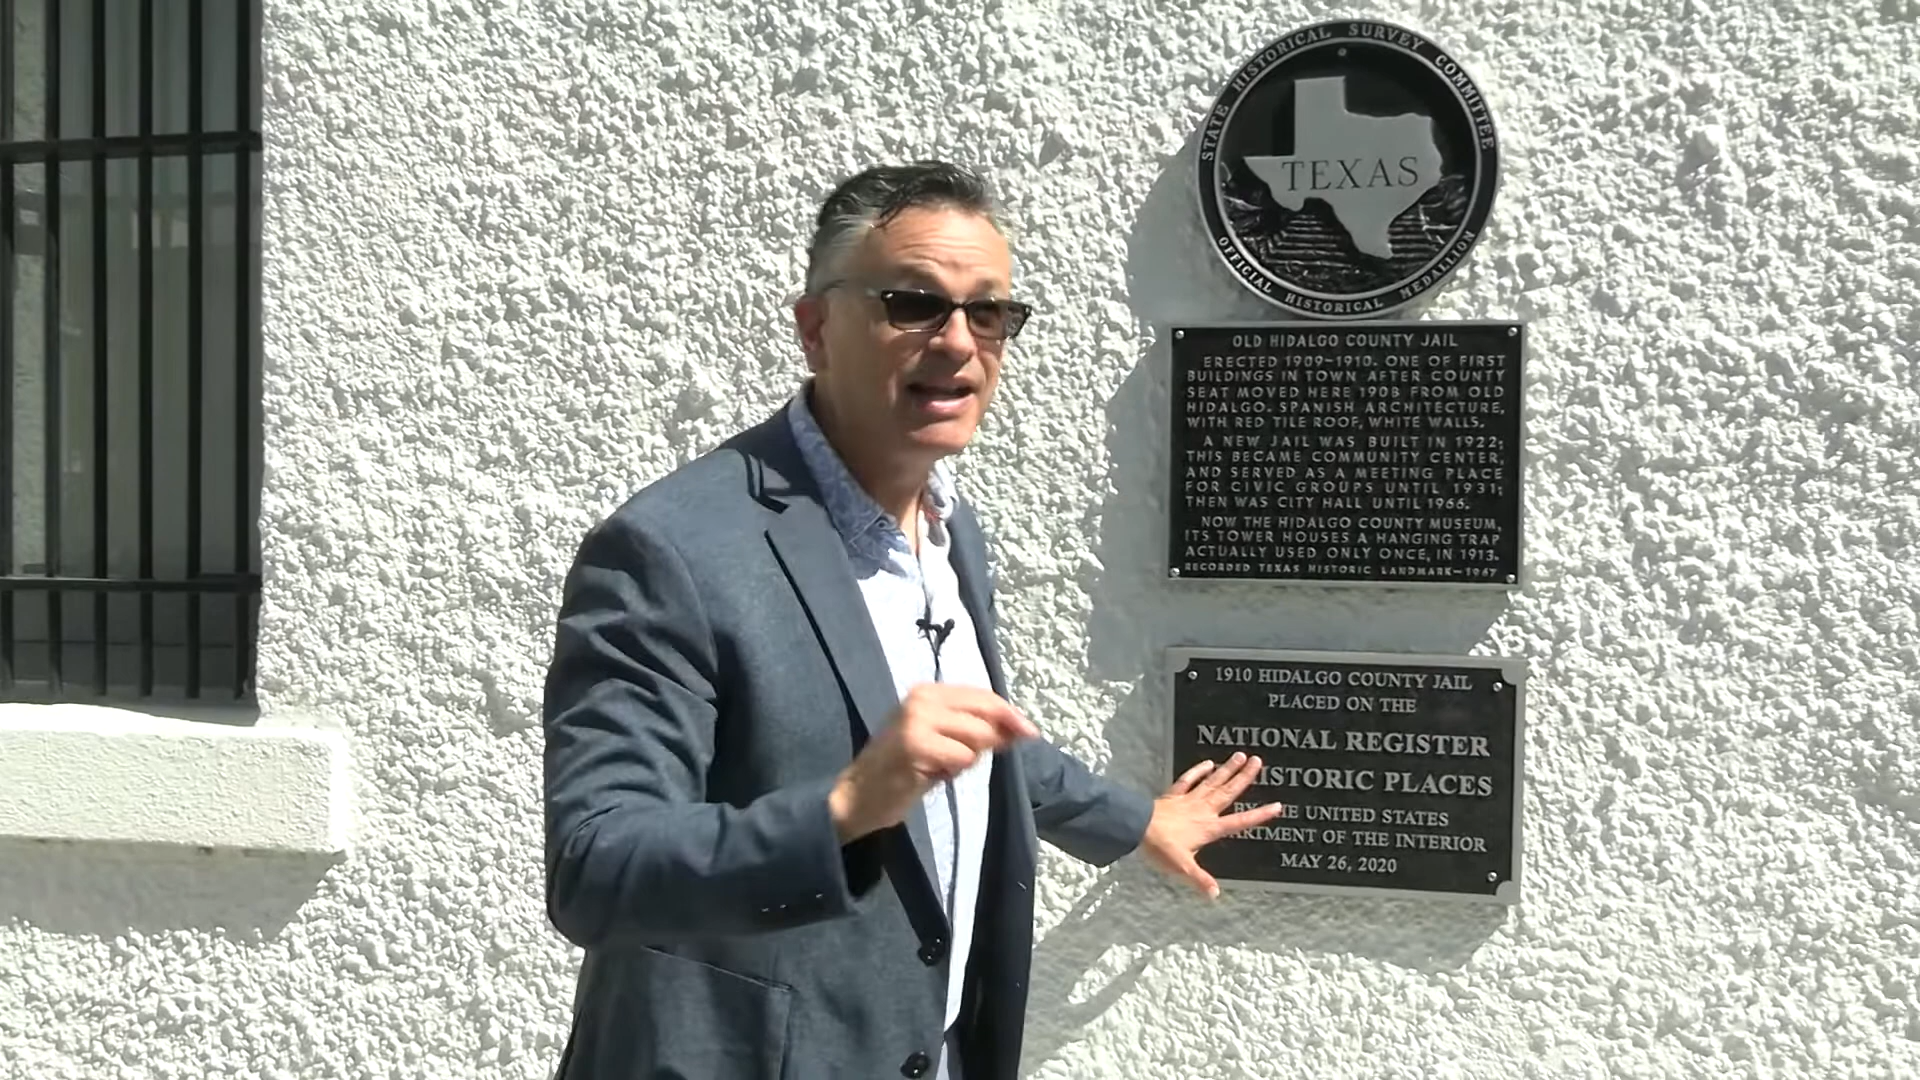 STATE HISTORICAL SURVEY COMMITTEE
TEXAS
OFFICIAL HISTORICAL MEDALLION
OLD HIDALGO COUNTY JAIL
ERECTED 1909-1910. ONE OF FIRST
BUILDINGS IN TOWN AFTER COUNTY
SEAT MOVED HERE 1908 FROM OLD
HIDALGO. SPANISH ARCHITECTURE,
WITH RED TILE ROOF, WHITE WALLS.
A NEW JAIL WAS BUILT IN 1922;
THIS BECAME COMMUNITY CENTER,
AND SERVED AS A MEETING PLACE
FOR CIVIC GROUPS UNTIL 1931;
THEN WAS CITY HALL UNTIL 1966.
NOW THE HIDALGO COUNTY MUSEUM,
ITS TOWER HOUSES A HANGING TRAP
ACTUALLY USED ONLY ONCE, IN 1913.
RECORDED TEXAS HISTORIC LANDMARK-1967
1910 HIDALGO COUNTY JAIL
PLACED ON THE
NATIONAL REGISTER
ISTORIC PLACES
BY HE UNITED STATES
ARTMENT OF THE INTERIOR
MAY 26, 2020